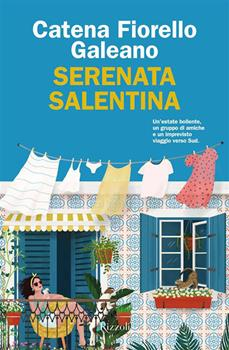 Catena Fiorello
Galeano
SERENATA
SALENTINA
Un'estate bollente,
un gruppo di amiche
e un imprevisto
viaggio verso Sud.
Rizzoli